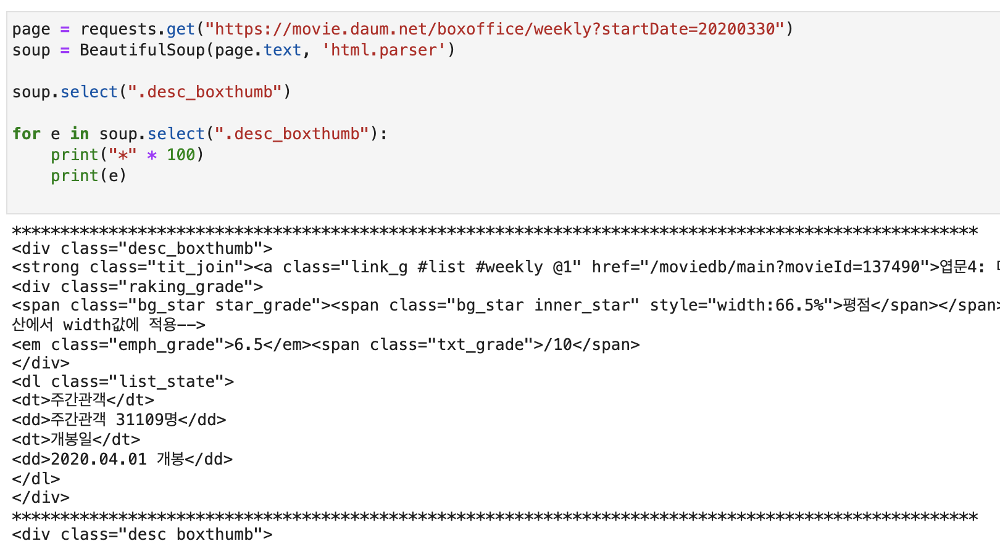 page = requests.get("https://movie.daum.net/boxoffice/weekly?startDate=20200330")
soup = BeautifulSoup(page.text, 'html.parser')
soup.select(".desc_boxthumb")
for e in soup.select(".desc_boxthumb"):
    print("*" * 100)
    print(e)
****************************************************************************************************
<div class="desc_boxthumb">
<strong class="tit_join"><a class="link_g #list #weekly @1" href="/moviedb/main?movieId=137490">엽문4:
<div class="raking_grade">
<span class="bg_star star_grade"><span class="bg_star inner_star" style="width:66.5%">평점</span></span>
산에서 width값에 적용-->
<em class="emph_grade">6.5</em><span class="txt_grade">/10</span>
</div>
<dl class="list_state">
<dt>주간관객</dt>
<dd>주간관객 31109명</dd>
<dt>개봉일</dt>
<dd>2020.04.01 개봉</dd>
</dl>
</div>
****************************************************************************************************
<div class="desc_boxthumb">